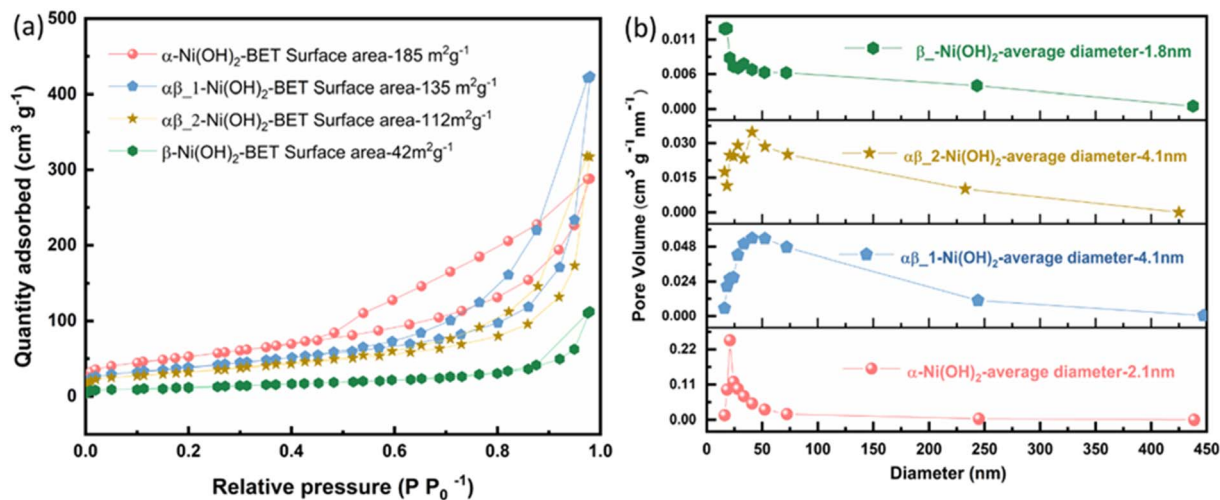 (a)
500
400
300
200
100
0
Quantity adsorbed (cm³ g⁻¹)
α-Ni(OH)₂-BET Surface area-185 m²g⁻¹
αβ_1-Ni(OH)₂-BET Surface area-135 m²g⁻¹
αβ_2-Ni(OH)₂-BET Surface area-112m²g⁻¹
β-Ni(OH)₂-BET Surface area-42m²g⁻¹
0.0 0.2 0.4 0.6 0.8 1.0
Relative pressure (P P₀ ⁻¹)
(b)
Pore Volume (cm³ g⁻¹nm⁻¹)
0.011
0.006
0.000
β_-Ni(OH)₂-average diameter-1.8nm
0.030
0.015
0.000
αβ_2-Ni(OH)₂-average diameter-4.1nm
0.048
0.024
0.000
αβ_1-Ni(OH)₂-average diameter-4.1nm
0.22
0.11
0.00
α-Ni(OH)₂-average diameter-2.1nm
0 50 100 150 200 250 300 350 400 450
Diameter (nm)